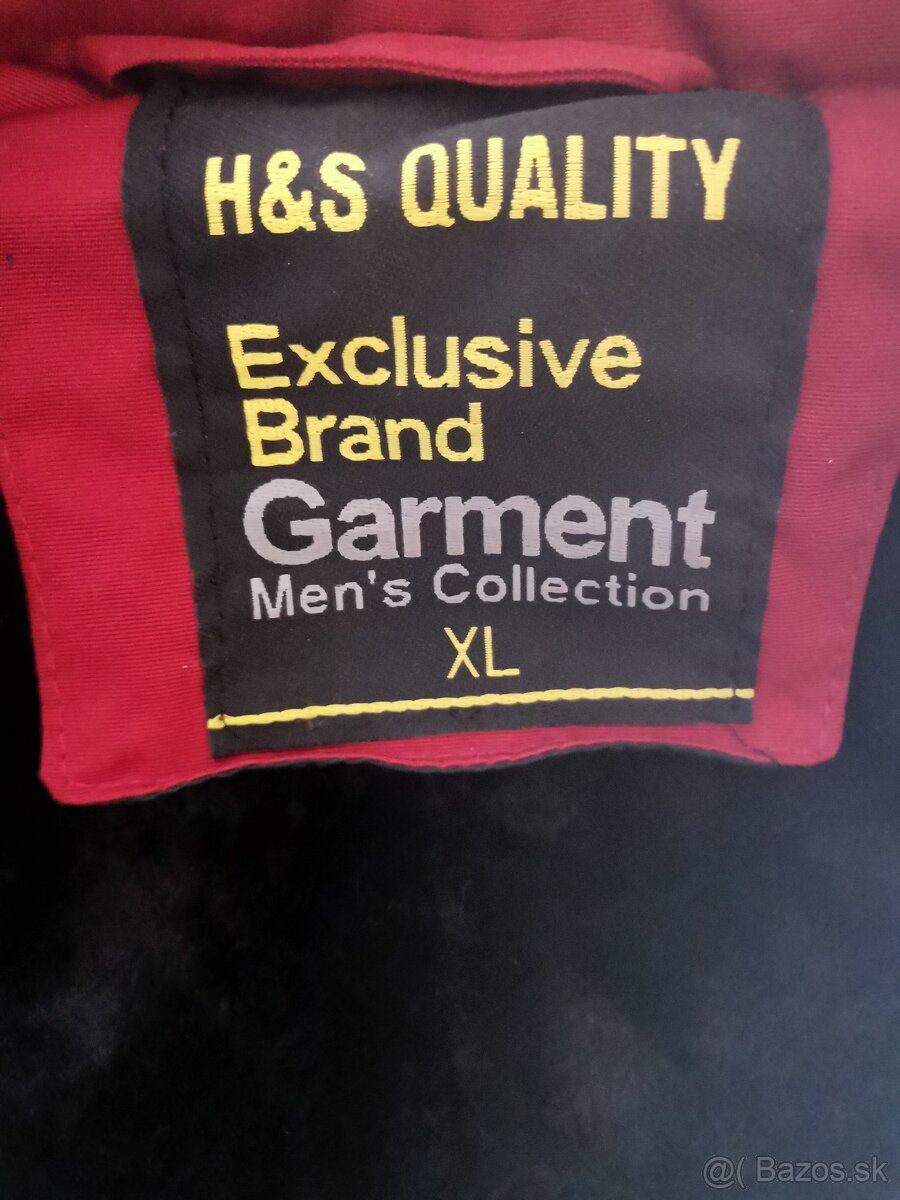 H&S QUALITY
Exclusive
Brand
Garment
Men's Collection
XL
@( Bazos.sk